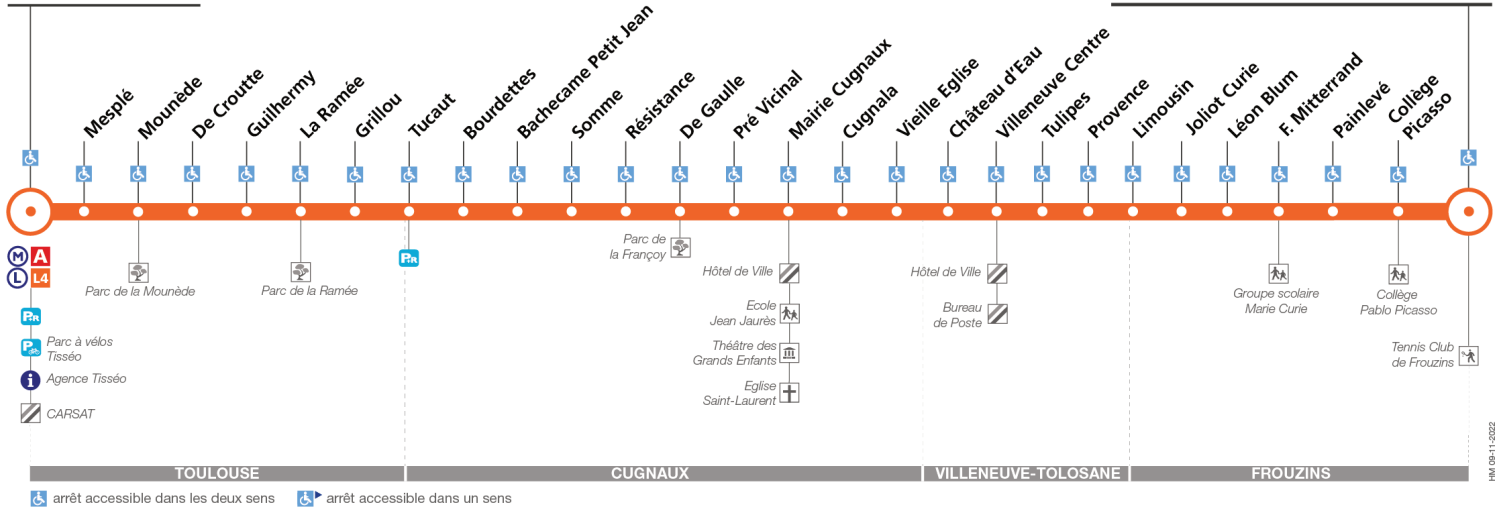 Mesplé
Mounède
De Croutte
Guilhermy
La Ramée
Grillou
Tucaut
Bourdettes
Bachecame Petit Jean
Somme
Résistance
De Gaulle
Pré Vicinal
Mairie Cugnaux
Cugnala
Vieille Eglise
Château d'Eau
Villeneuve Centre
Tulipes
Provence
Limousin
Joliot Curie
Léon Blum
F. Mitterrand
Painlevé
Collège
Picasso
M A
L L4
P+R
Parc à vélos
Tisséo
Agence Tisséo
CARSAT
Parc de la Mounède
Parc de la Ramée
P+R
Parc de
la Françoy
Hôtel de Ville
Ecole
Jean Jaurès
Théâtre des
Grands Enfants
Eglise
Saint-Laurent
Hôtel de Ville
Bureau
de Poste
Groupe scolaire
Marie Curie
Collège
Pablo Picasso
Tennis Club
de Frouzins
TOULOUSE
CUGNAUX
VILLENEUVE-TOLOSANE
FROUZINS
arrêt accessible dans les deux sens
arrêt accessible dans un sens
HM 09-11-2022